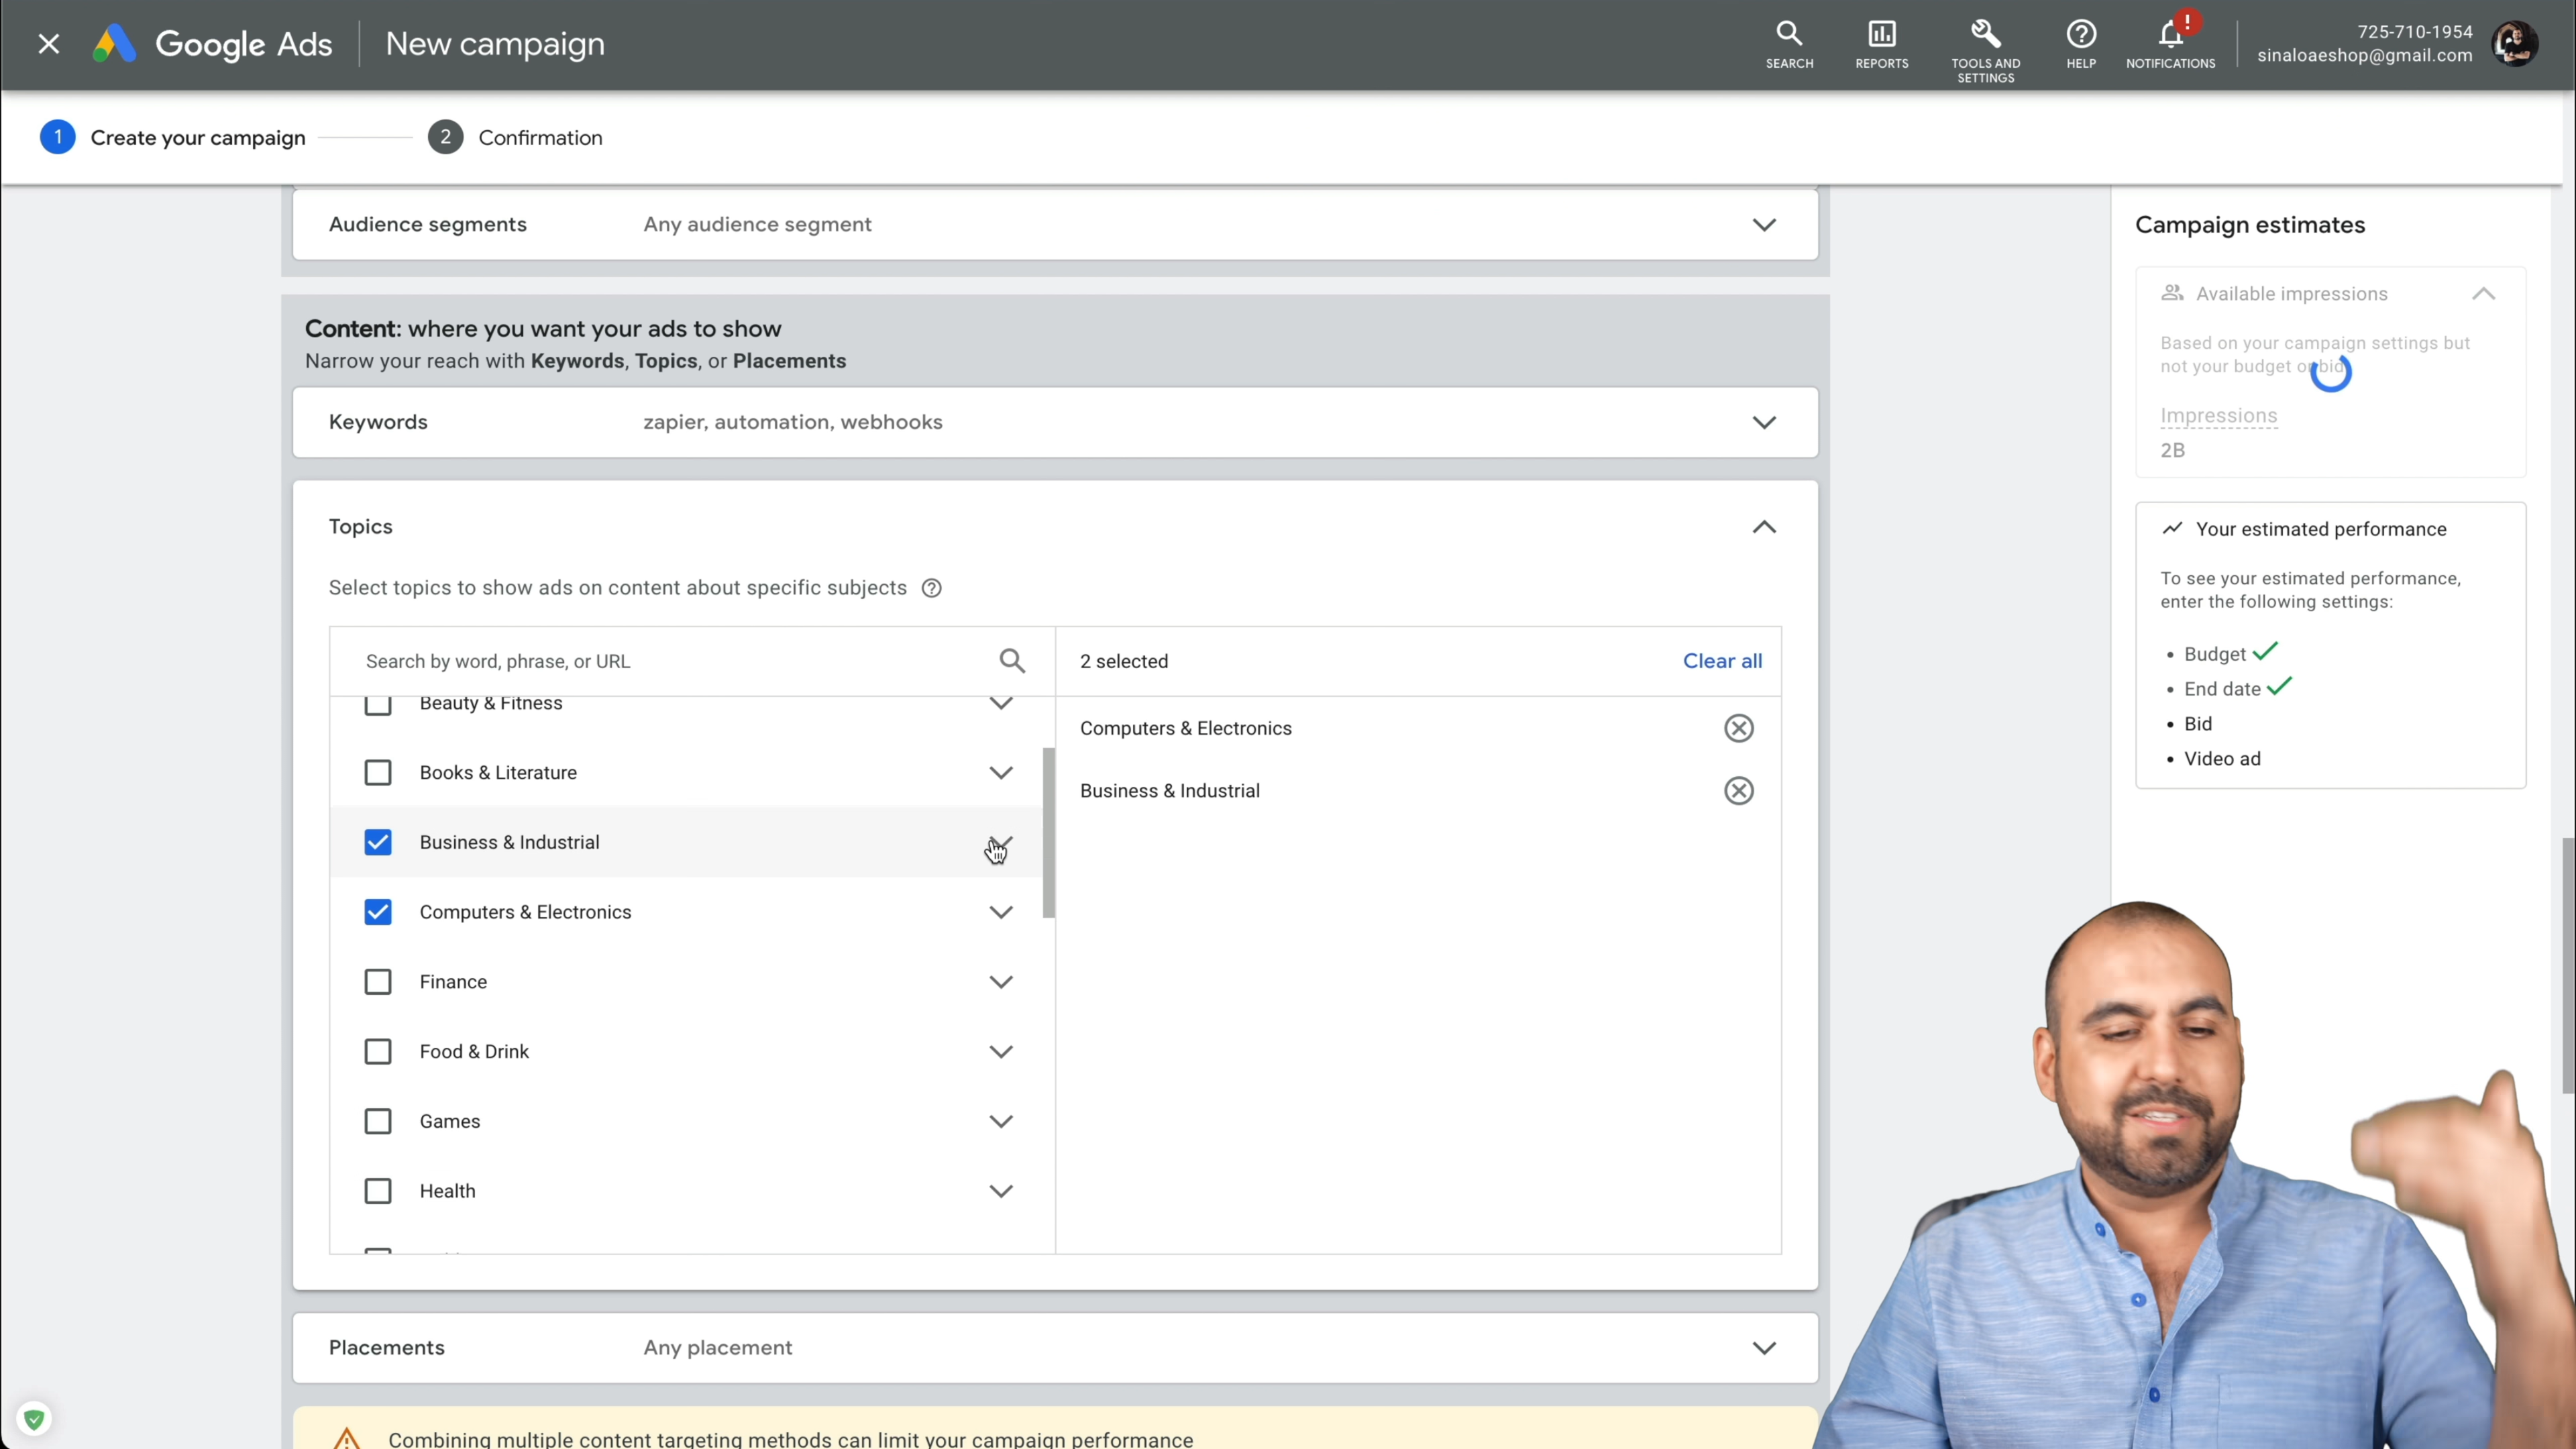 Google Ads
New campaign
SEARCH
REPORTS
TOOLS AND
SETTINGS
HELP
!
NOTIFICATIONS
725-710-1954
sinaloaeshop@gmail.com
1
Create your campaign
2
Confirmation
Audience segments
Any audience segment
Content: where you want your ads to show
Narrow your reach with Keywords, Topics, or Placements
Keywords
zapier, automation, webhooks
Topics
Select topics to show ads on content about specific subjects
Search by word, phrase, or URL
2 selected
Clear all
Beauty & Fitness
Books & Literature
Business & Industrial
Computers & Electronics
Finance
Food & Drink
Games
Health
Computers & Electronics
Business & Industrial
Placements
Any placement
Combining multiple content targeting methods can limit your campaign performance
Campaign estimates
Available impressions
Based on your campaign settings but
not your budget or bid
Impressions
2B
Your estimated performance
To see your estimated performance,
enter the following settings:
• Budget
• End date
• Bid
• Video ad